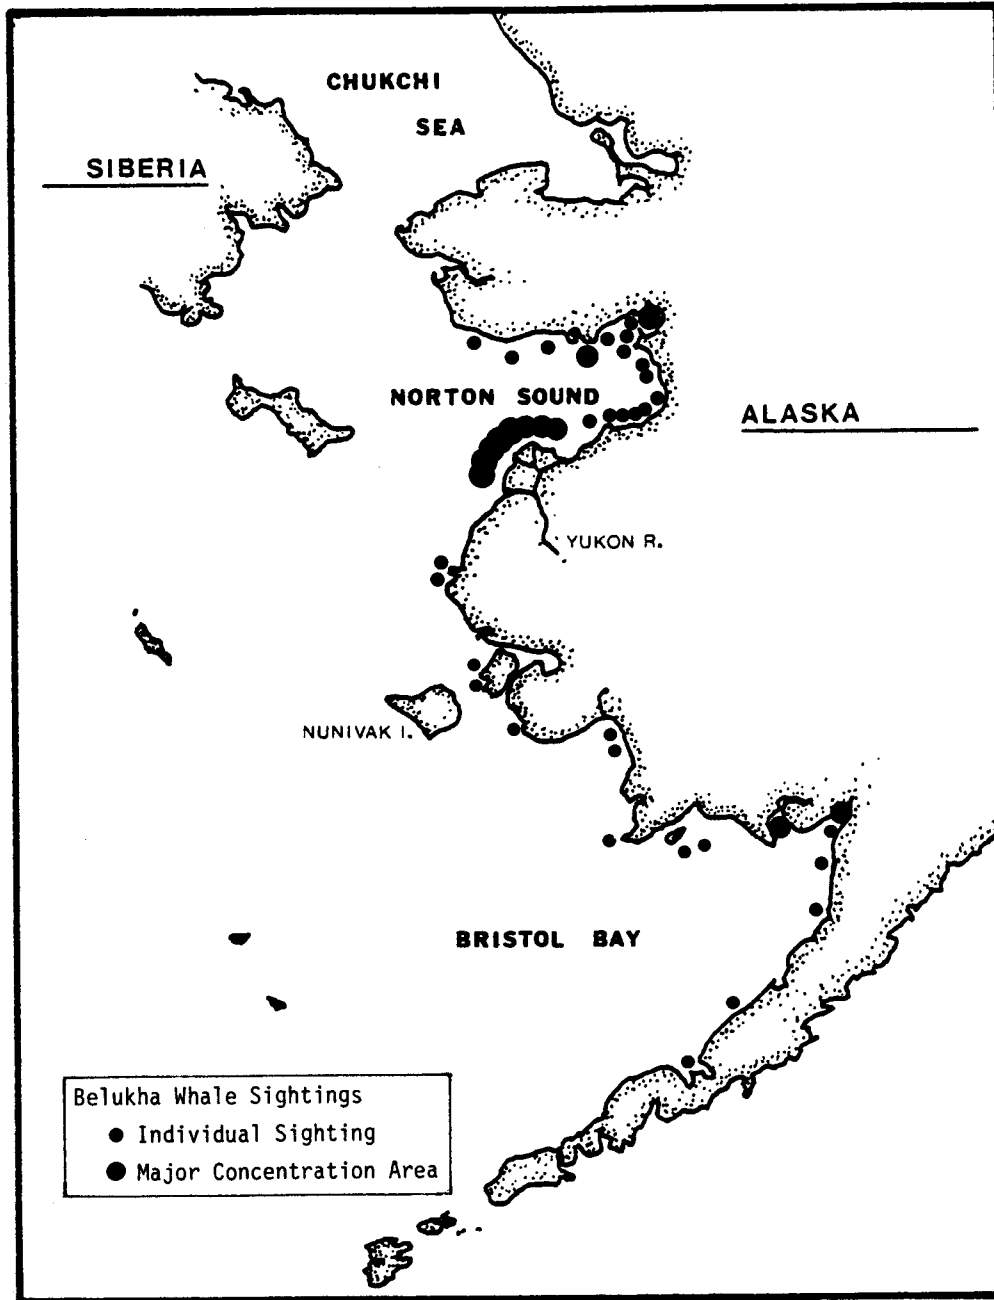 CHUKCHI
SEA
SIBERIA
NORTON SOUND
ALASKA
YUKON R.
NUNIVAK I.
BRISTOL BAY
Belukha Whale Sightings
Individual Sighting
Major Concentration Area